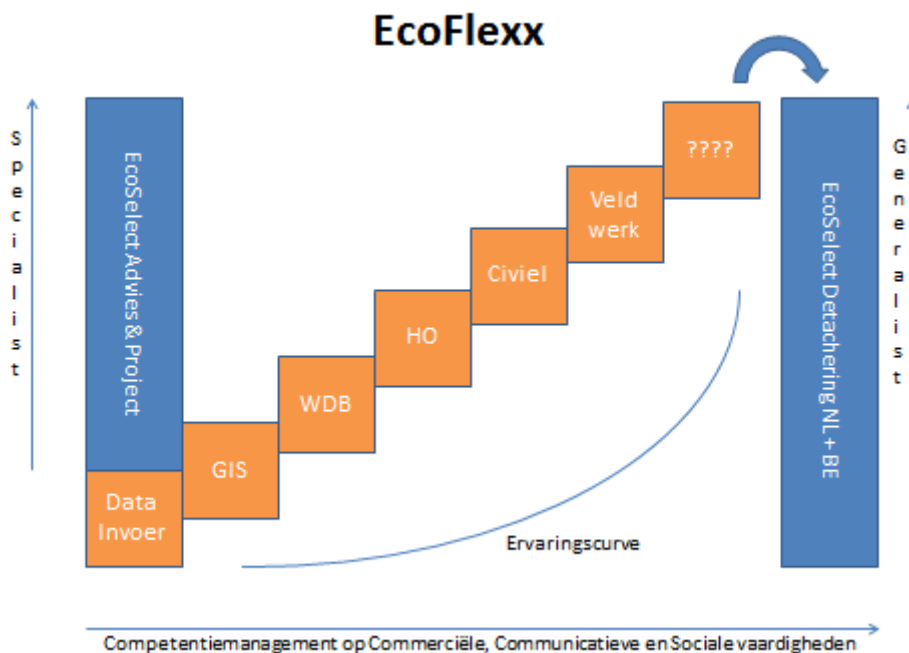 EcoFlexx
Specialist
EcoSelect Advies & Project
Data
Invoer
GIS
WDB
HO
Civiel
Veld
werk
????
EcoSelect Detachering NL + BE
Generalist
Ervaringscurve
Competentiemanagement op Commerciële, Communicatieve en Sociale vaardigheden